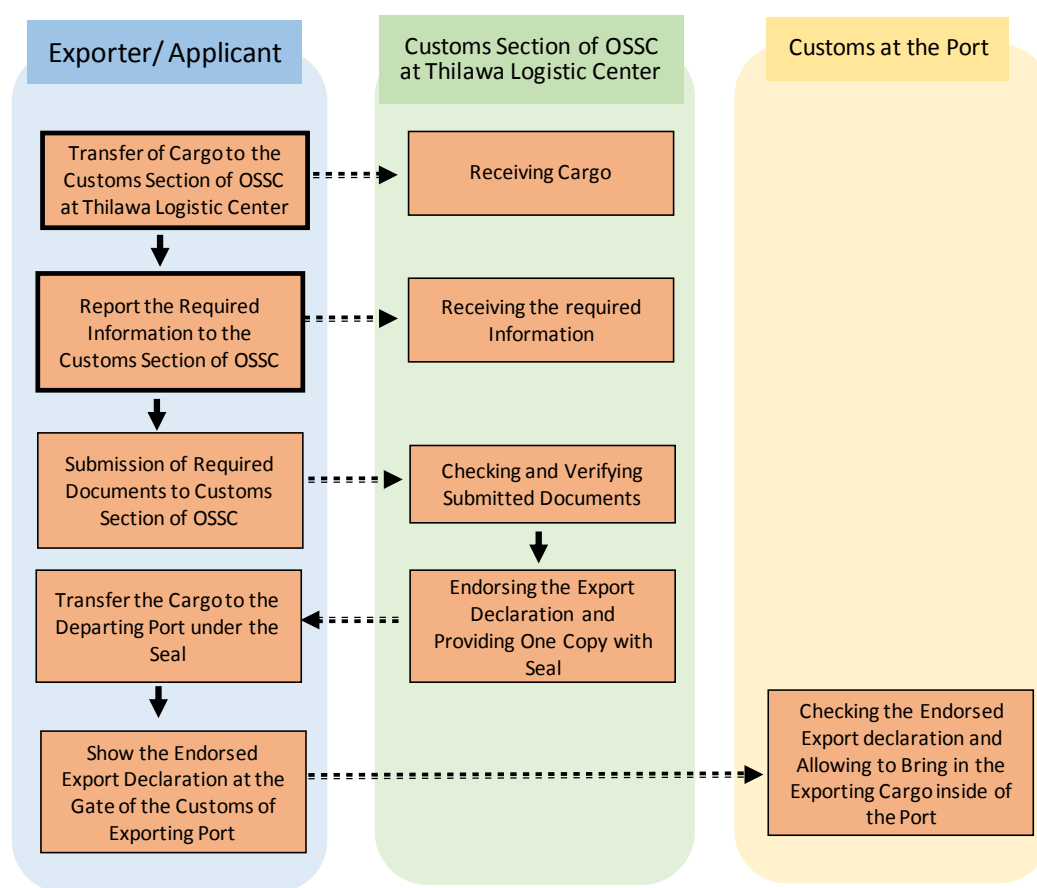 Exporter/ Applicant
Customs Section of OSSC
at Thilawa Logistic Center
Customs at the Port
Transfer of Cargo to the
Customs Section of OSSC
at Thilawa Logistic Center
Receiving Cargo
Report the Required
Information to the
Customs Section of OSSC
Receiving the required
Information
Submission of Required
Documents to Customs
Section of OSSC
Checking and Verifying
Submitted Documents
Transfer the Cargo to the
Departing Port under the
Seal
Endorsing the Export
Declaration and
Providing One Copy with
Seal
Show the Endorsed
Export Declaration at the
Gate of the Customs of
Exporting Port
Checking the Endorsed
Export declaration and
Allowing to Bring in the
Exporting Cargo inside of
the Port